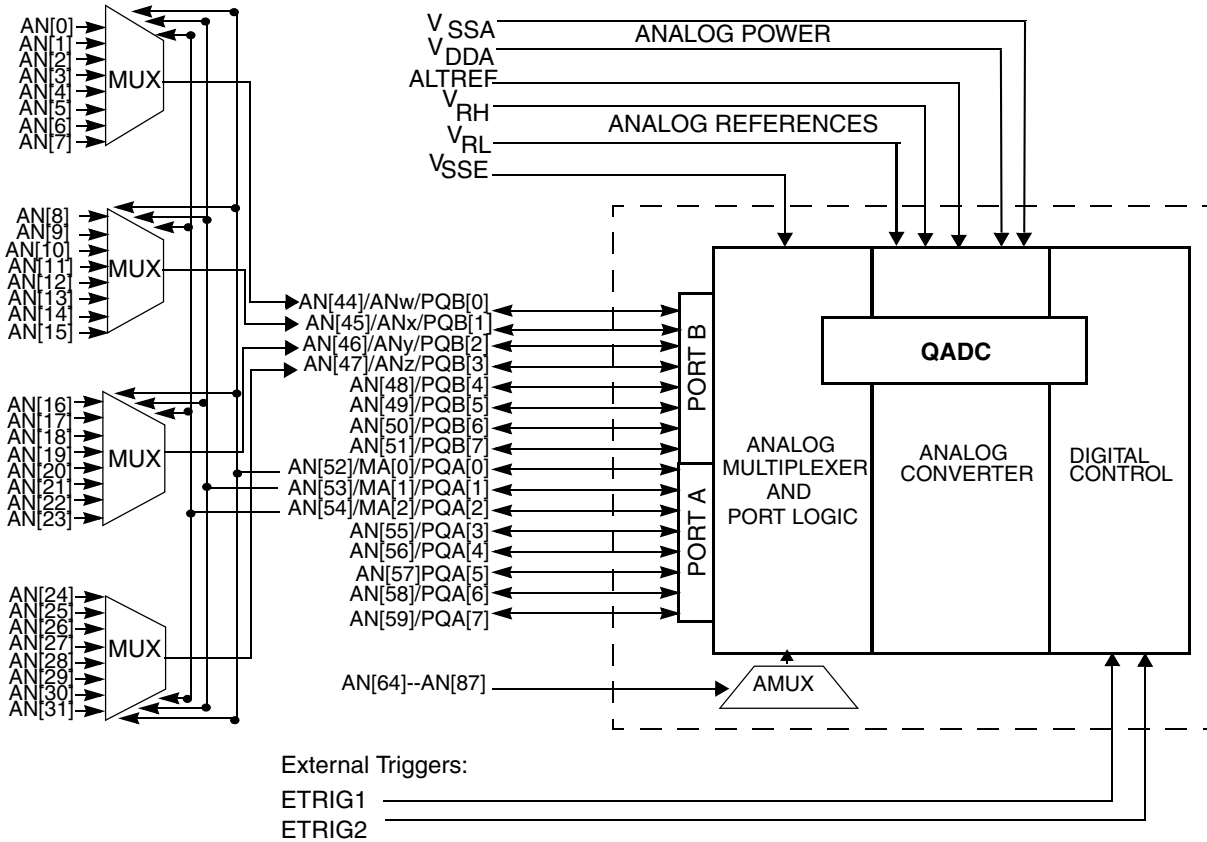 AN[0]
AN[1]
AN[2]
AN[3]
AN[4]
AN[5]
AN[6]
AN[7]
MUX
AN[8]
AN[9]
AN[10]
AN[11]
AN[12]
AN[13]
AN[14]
AN[15]
MUX
AN[16]
AN[17]
AN[18]
AN[19]
AN[20]
AN[21]
AN[22]
AN[23]
MUX
AN[24]
AN[25]
AN[26]
AN[27]
AN[28]
AN[29]
AN[30]
AN[31]
MUX
VSSA
VDDA
ANALOG POWER
ALTREF
VRH
VRL
ANALOG REFERENCES
VSSE
AN[44]/ANw/PQB[0]
AN[45]/ANx/PQB[1]
AN[46]/ANy/PQB[2]
AN[47]/ANz/PQB[3]
AN[48]/PQB[4]
AN[49]/PQB[5]
AN[50]/PQB[6]
AN[51]/PQB[7]
AN[52]/MA[0]/PQA[0]
AN[53]/MA[1]/PQA[1]
AN[54]/MA[2]/PQA[2]
AN[55]/PQA[3]
AN[56]/PQA[4]
AN[57]PQA[5]
AN[58]/PQA[6]
AN[59]/PQA[7]
AN[64]--AN[87]
PORT B
PORT A
QADC
ANALOG
MULTIPLEXER
AND
PORT LOGIC
ANALOG
CONVERTER
DIGITAL
CONTROL
AMUX
External Triggers:
ETRIG1
ETRIG2